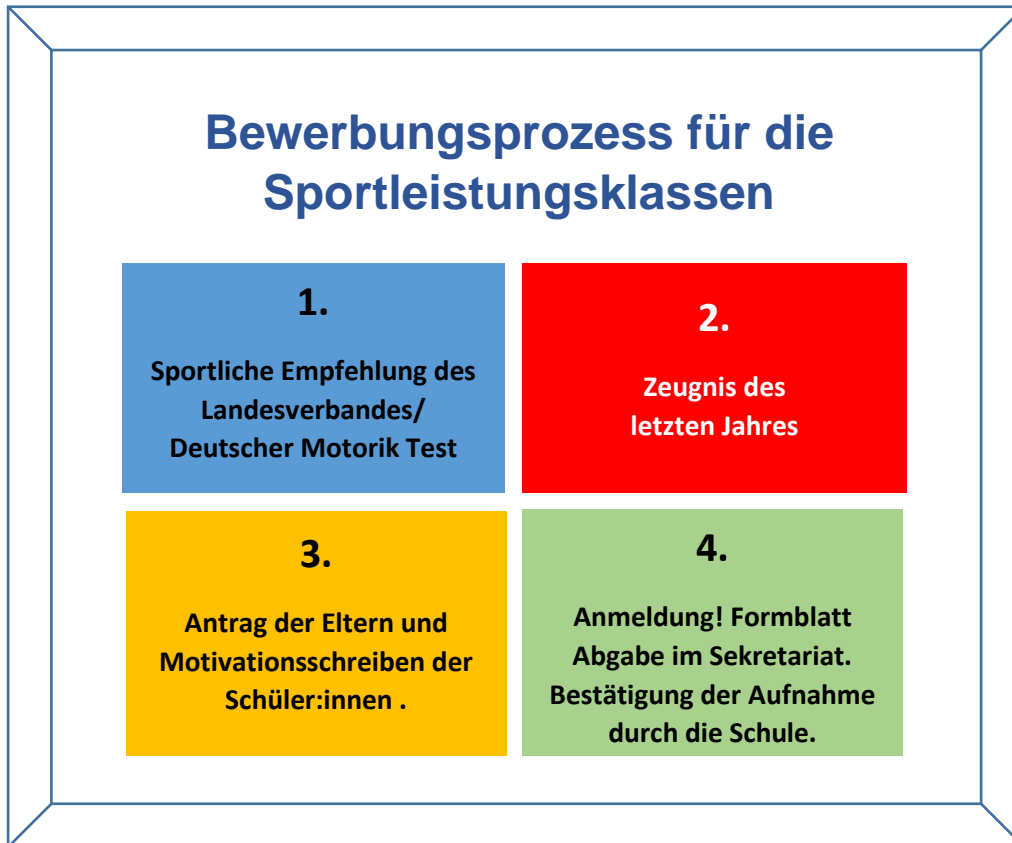 Bewerbungsprozess für die
Sportleistungsklassen
1.
Sportliche Empfehlung des
Landesverbandes/
Deutscher Motorik Test
2.
Zeugnis des
letzten Jahres
3.
Antrag der Eltern und
Motivationsschreiben der
Schüler:innen .
4.
Anmeldung! Formblatt
Abgabe im Sekretariat.
Bestätigung der Aufnahme
durch die Schule.